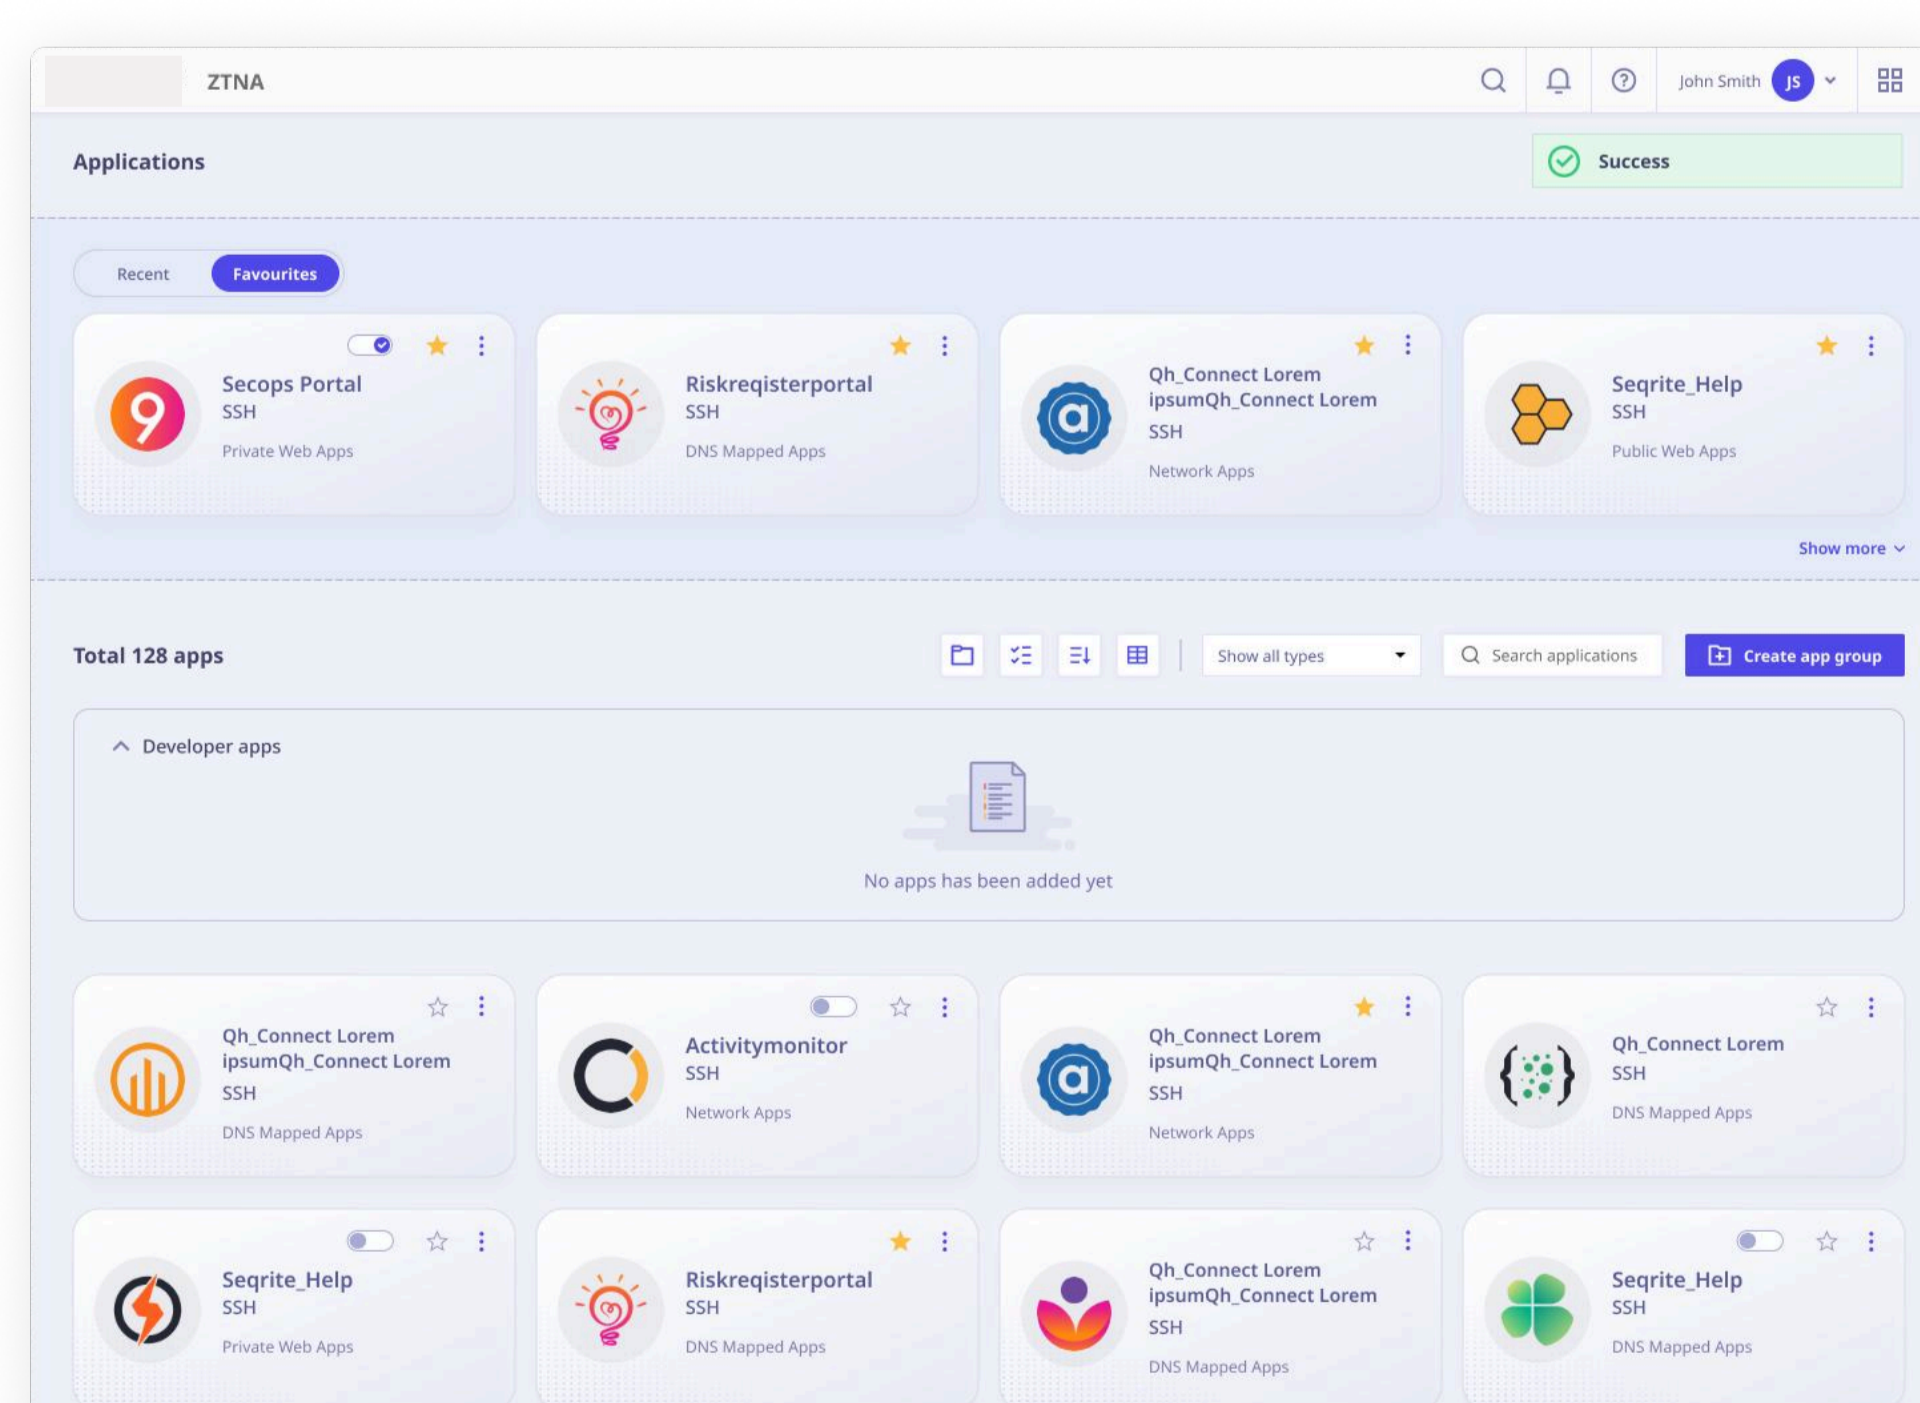 ZTNA
John Smith
JS
Applications
Success
Recent
Favourites
9
Secops Portal
SSH
Private Web Apps
Riskreqisterportal
SSH
DNS Mapped Apps
a
Qh_Connect Lorem
ipsumQh_Connect Lorem
SSH
Network Apps
Seqrite_Help
SSH
Public Web Apps
Show more
Total 128 apps
Show all types
Search applications
Create app group
Developer apps
No apps has been added yet
Qh_Connect Lorem
ipsumQh_Connect Lorem
SSH
DNS Mapped Apps
Activitymonitor
SSH
Network Apps
a
Qh_Connect Lorem
ipsumQh_Connect Lorem
SSH
Network Apps
Qh_Connect Lorem
SSH
DNS Mapped Apps
Seqrite_Help
SSH
Private Web Apps
Riskreqisterportal
SSH
DNS Mapped Apps
Qh_Connect Lorem
ipsumQh_Connect Lorem
SSH
DNS Mapped Apps
Seqrite_Help
SSH
DNS Mapped Apps